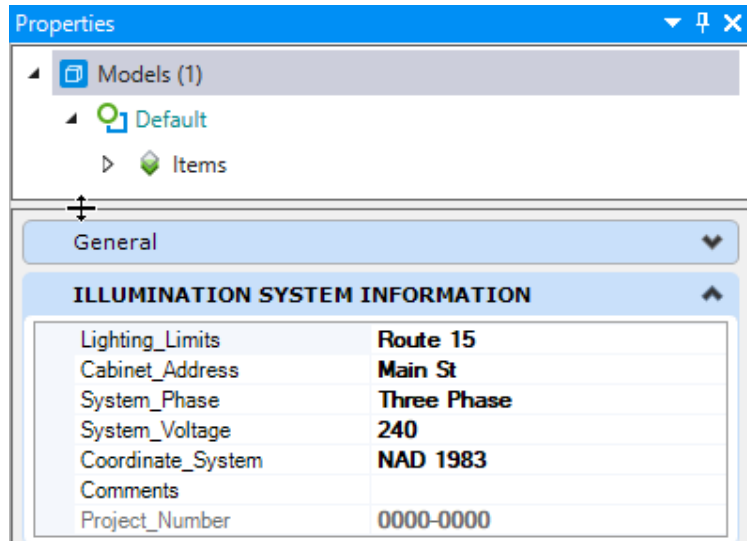 Properties
Models (1)
Default
Items
General
ILLUMINATION SYSTEM INFORMATION
Lighting_Limits Route 15
Cabinet_Address Main St
System_Phase Three Phase
System_Voltage 240
Coordinate_System NAD 1983
Comments
Project_Number 0000-0000